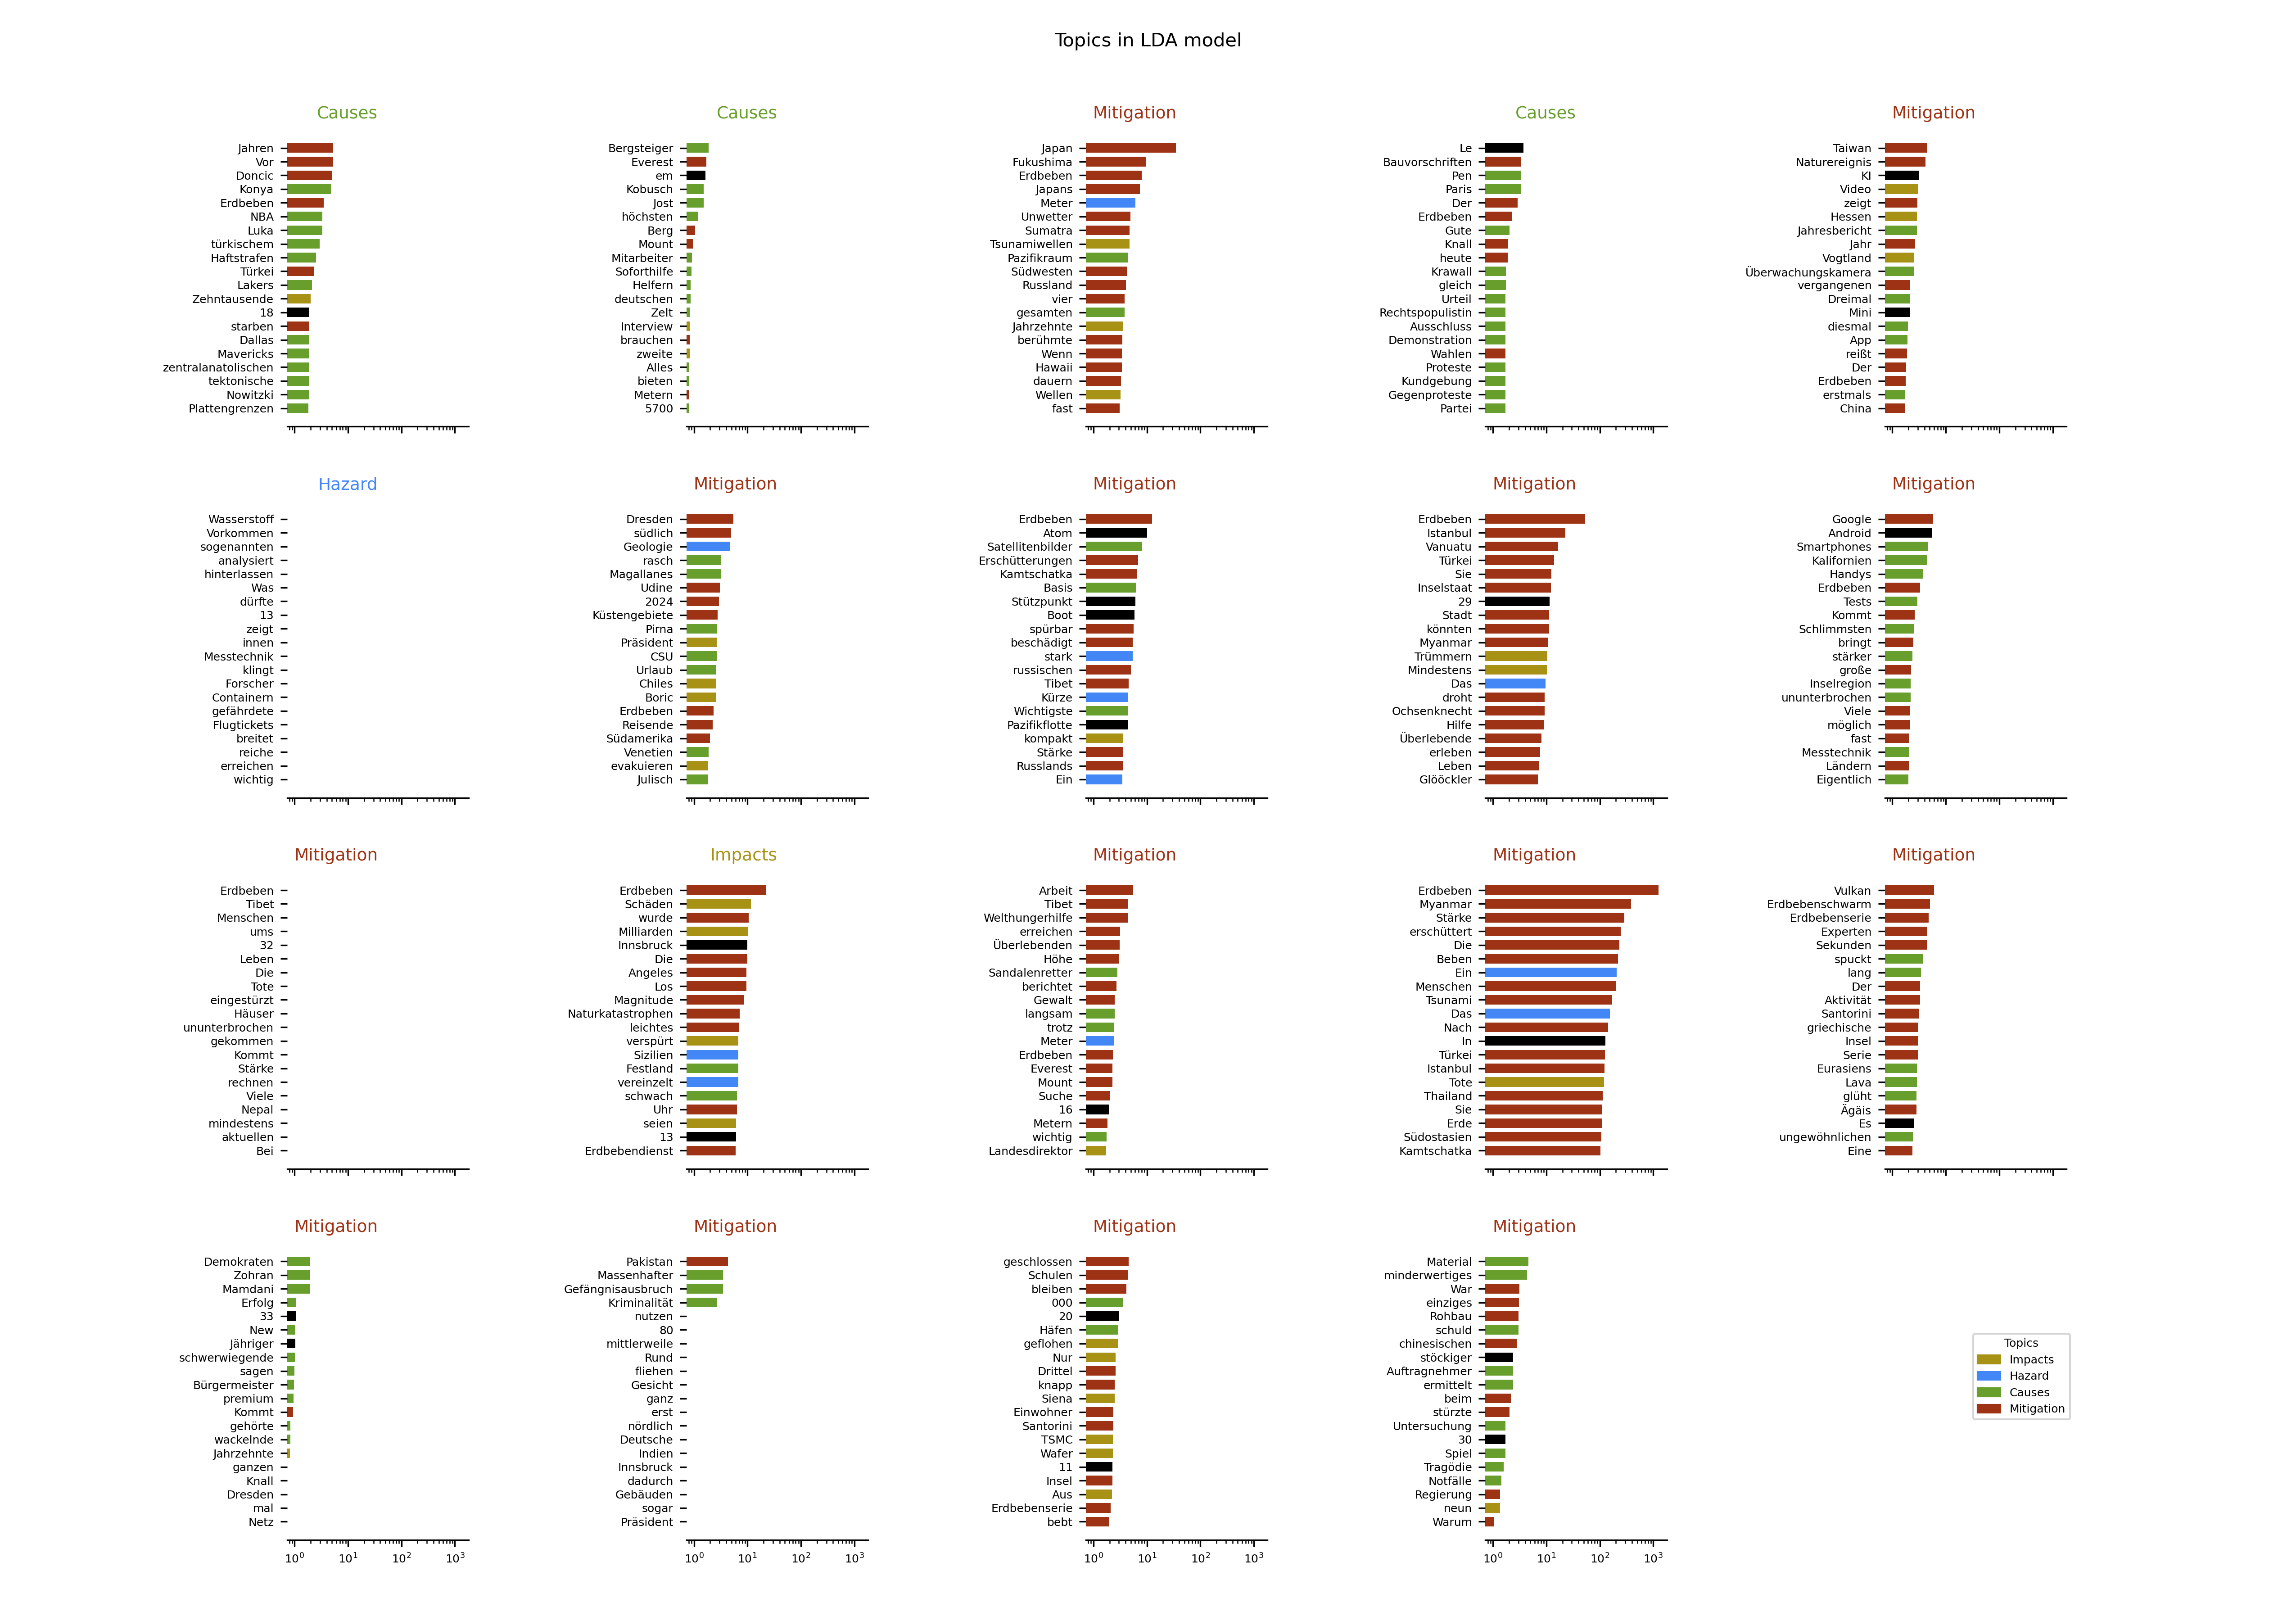 Topics in LDA model
Causes
Jahren
Vor
Doncic
Konya
Erdbeben
NBA
Luka
türkischem
Haftstrafen
Türkei
Lakers
Zehntausende
18
starben
Dallas
Mavericks
zentralanatolischen
tektonische
Nowitzki
Plattengrenzen
Causes
Bergsteiger
Everest
em
Kobusch
Jost
höchsten
Berg
Mount
Mitarbeiter
Soforthilfe
Helfern
deutschen
Zelt
Interview
brauchen
zweite
Alles
bieten
Metern
5700
Mitigation
Japan
Fukushima
Erdbeben
Japans
Meter
Unwetter
Sumatra
Tsunamiwellen
Pazifikraum
Südwesten
Russland
vier
gesamten
Jahrzehnte
berühmte
Wenn
Hawaii
dauern
Wellen
fast
Causes
Le
Bauvorschriften
Pen
Paris
Der
Erdbeben
Gute
Knall
heute
Krawall
gleich
Urteil
Rechtspopulistin
Ausschluss
Demonstration
Wahlen
Proteste
Kundgebung
Gegenproteste
Partei
Mitigation
Taiwan
Naturereignis
KI
Video
zeigt
Hessen
Jahresbericht
Jahr
Vogtland
Überwachungskamera
vergangenen
Dreimal
Mini
diesmal
App
reißt
Der
Erdbeben
erstmals
China
Hazard
Wasserstoff
Vorkommen
sogenannten
analysiert
hinterlassen
Was
dürfte
13
zeigt
innen
Messtechnik
klingt
Forscher
Containern
gefährdete
Flugtickets
breitet
reiche
erreichen
wichtig
Mitigation
Dresden
südlich
Geologie
rasch
Magallanes
Udine
2024
Küstengebiete
Pirna
Präsident
CSU
Urlaub
Chiles
Boric
Erdbeben
Reisende
Südamerika
Venetien
evakuieren
Julisch
Mitigation
Erdbeben
Atom
Satellitenbilder
Erschütterungen
Kamtschatka
Basis
Stützpunkt
Boot
spürbar
beschädigt
stark
russischen
Tibet
Kürze
Wichtigste
Pazifikflotte
kompakt
Stärke
Russlands
Ein
Mitigation
Erdbeben
Istanbul
Vanuatu
Türkei
Sie
Inselstaat
29
Stadt
könnten
Myanmar
Trümmern
Mindestens
Das
droht
Ochsenknecht
Hilfe
Überlebende
erleben
Leben
Glööckler
Mitigation
Google
Android
Smartphones
Kalifornien
Handys
Erdbeben
Tests
Kommt
Schlimmsten
bringt
stärker
große
Inselregion
ununterbrochen
Viele
möglich
fast
Messtechnik
Ländern
Eigentlich
Mitigation
Erdbeben
Tibet
Menschen
ums
32
Leben
Die
Tote
eingestürzt
Häuser
ununterbrochen
gekommen
Kommt
Stärke
rechnen
Viele
Nepal
mindestens
aktuellen
Bei
Impacts
Erdbeben
Schäden
wurde
Milliarden
Innsbruck
Die
Angeles
Los
Magnitude
Naturkatastrophen
leichtes
verspürt
Sizilien
Festland
vereinzelt
schwach
Uhr
seien
13
Erdbebendienst
Mitigation
Arbeit
Tibet
Welthungerhilfe
erreichen
Überlebenden
Höhe
Sandalenretter
berichtet
Gewalt
langsam
trotz
Meter
Erdbeben
Everest
Mount
Suche
16
Metern
wichtig
Landesdirektor
Mitigation
Erdbeben
Myanmar
Stärke
erschüttert
Die
Beben
Ein
Menschen
Tsunami
Das
Nach
In
Türkei
Istanbul
Tote
Thailand
Sie
Erde
Südostasien
Kamtschatka
Mitigation
Vulkan
Erdbebenschwarm
Erdbebenserie
Experten
Sekunden
spuckt
lang
Der
Aktivität
Santorini
griechische
Insel
Serie
Eurasiens
Lava
glüht
Ägäis
Es
ungewöhnlichen
Eine
Mitigation
Demokraten
Zohran
Mamdani
Erfolg
33
New
Jähriger
schwerwiegende
sagen
Bürgermeister
premium
Kommt
gehörte
wackelnde
Jahrzehnte
ganzen
Knall
Dresden
mal
Netz
10⁰ 10¹ 10² 10³
Mitigation
Pakistan
Massenhafter
Gefängnisausbruch
Kriminalität
nutzen
80
mittlerweile
Rund
fliehen
Gesicht
ganz
erst
nördlich
Deutsche
Indien
Innsbruck
dadurch
Gebäuden
sogar
Präsident
10⁰ 10¹ 10² 10³
Mitigation
geschlossen
Schulen
bleiben
000
20
Häfen
geflohen
Nur
Drittel
knapp
Siena
Einwohner
Santorini
TSMC
Wafer
11
Insel
Aus
Erdbebenserie
bebt
10⁰ 10¹ 10² 10³
Mitigation
Material
minderwertiges
War
einziges
Rohbau
schuld
chinesischen
stöckiger
Auftragnehmer
ermittelt
beim
stürzte
Untersuchung
30
Spiel
Tragödie
Notfälle
Regierung
neun
Warum
10⁰ 10¹ 10² 10³
Topics
Impacts
Hazard
Causes
Mitigation